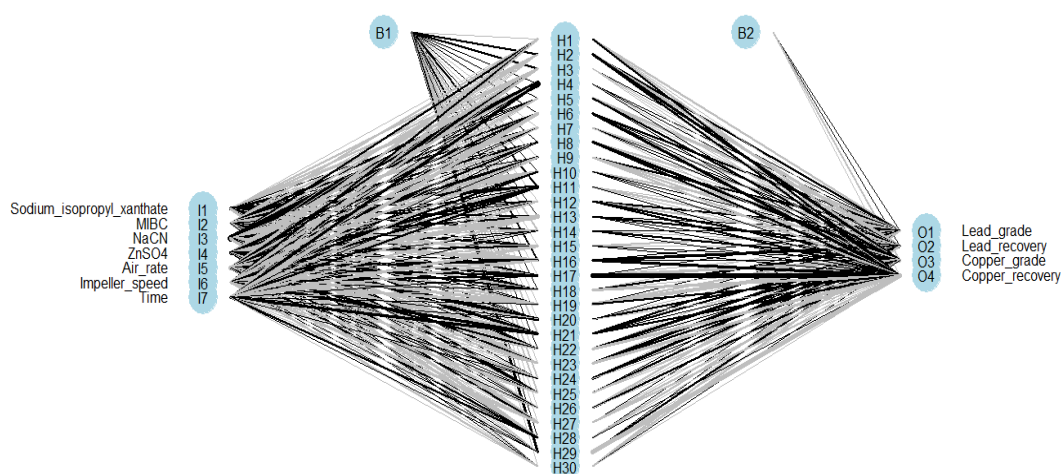 B1
B2
Sodium_isopropyl_xanthate
MIBC
NaCN
ZnSO4
Air_rate
Impeller_speed
Time
I1
I2
I3
I4
I5
I6
I7
H1
H2
H3
H4
H5
H6
H7
H8
H9
H10
H11
H12
H13
H14
H15
H16
H17
H18
H19
H20
H21
H22
H23
H24
H25
H26
H27
H28
H29
H30
O1 Lead_grade
O2 Lead_recovery
O3 Copper_grade
O4 Copper_recovery